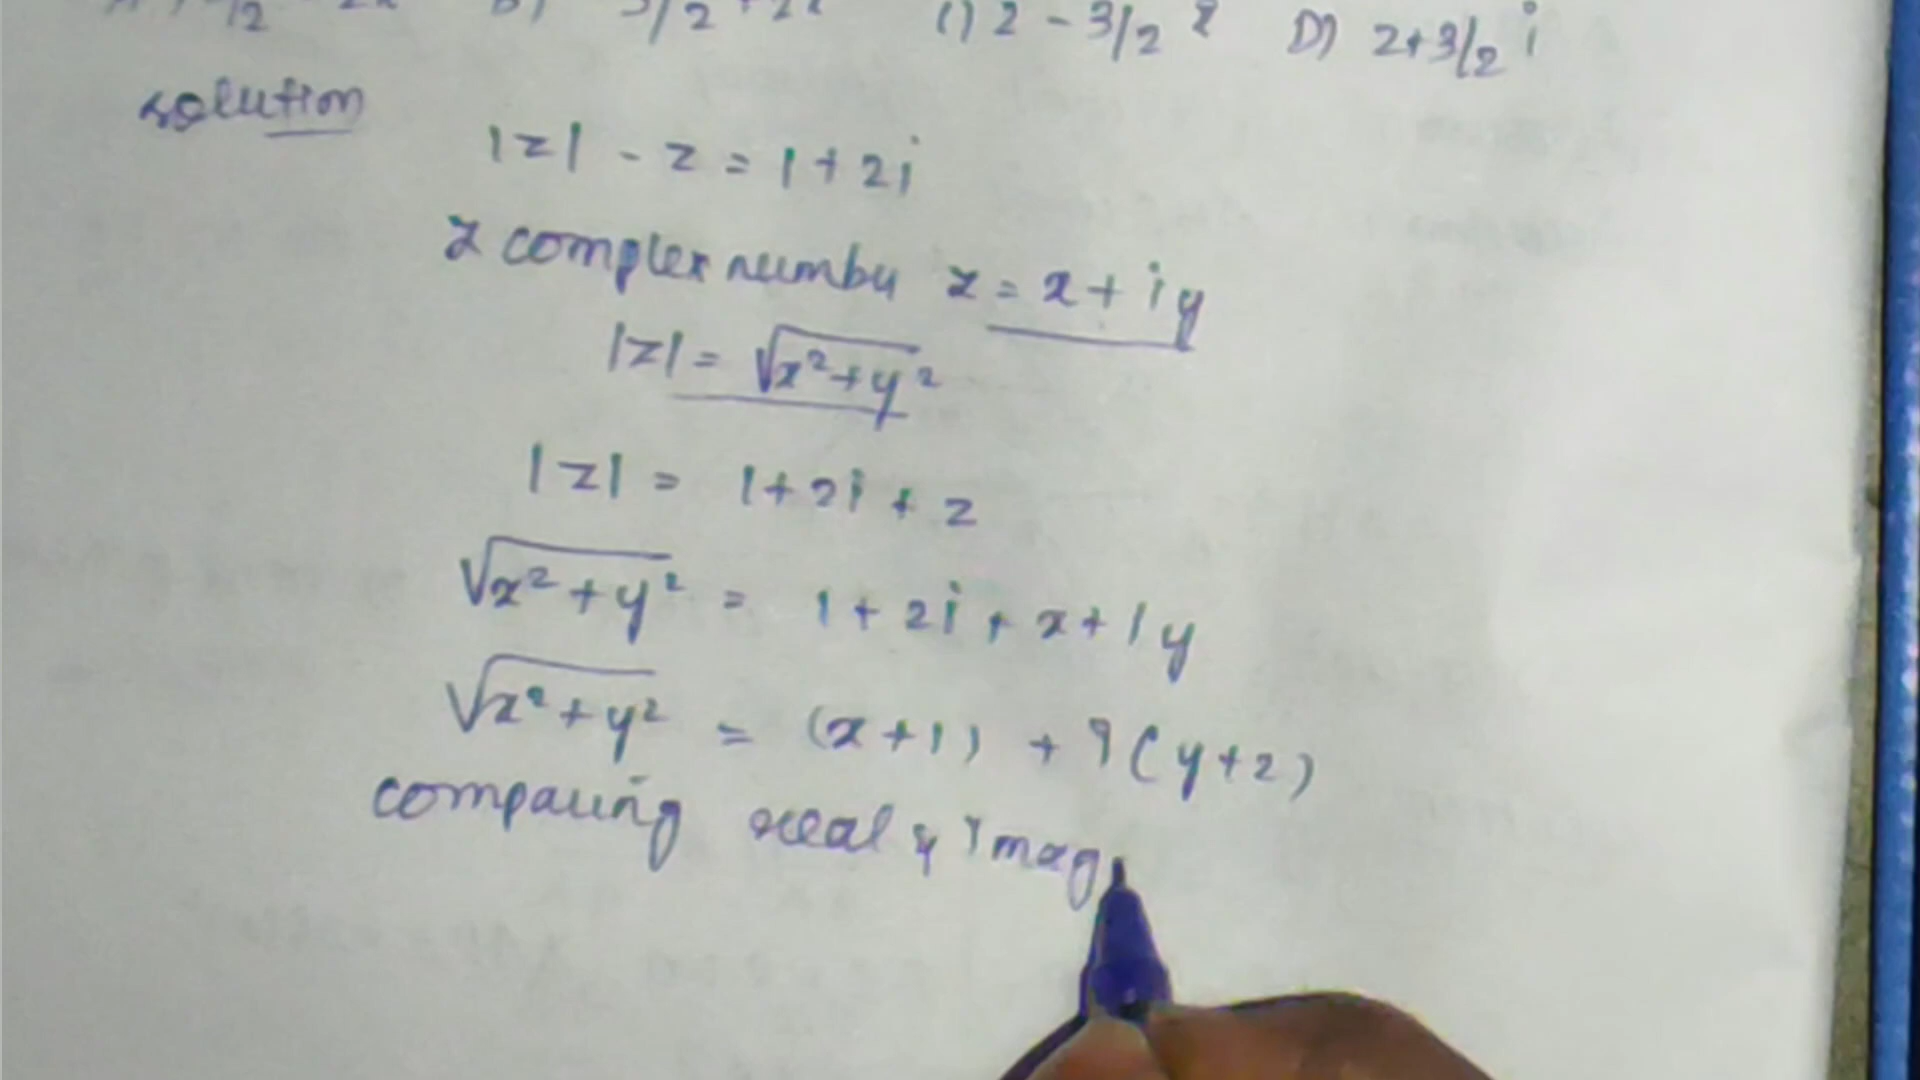 C) 2 - 3/2 i D) 2+3/2 i
solution
|z| - z = 1 + 2i
z complex number z = x + iy
|z| = √x²+y²
|z| = 1+2i + z
√x²+y² = 1 + 2i + x + iy
√x²+y² = (x+1) + i(y+2)
comparing real & imag